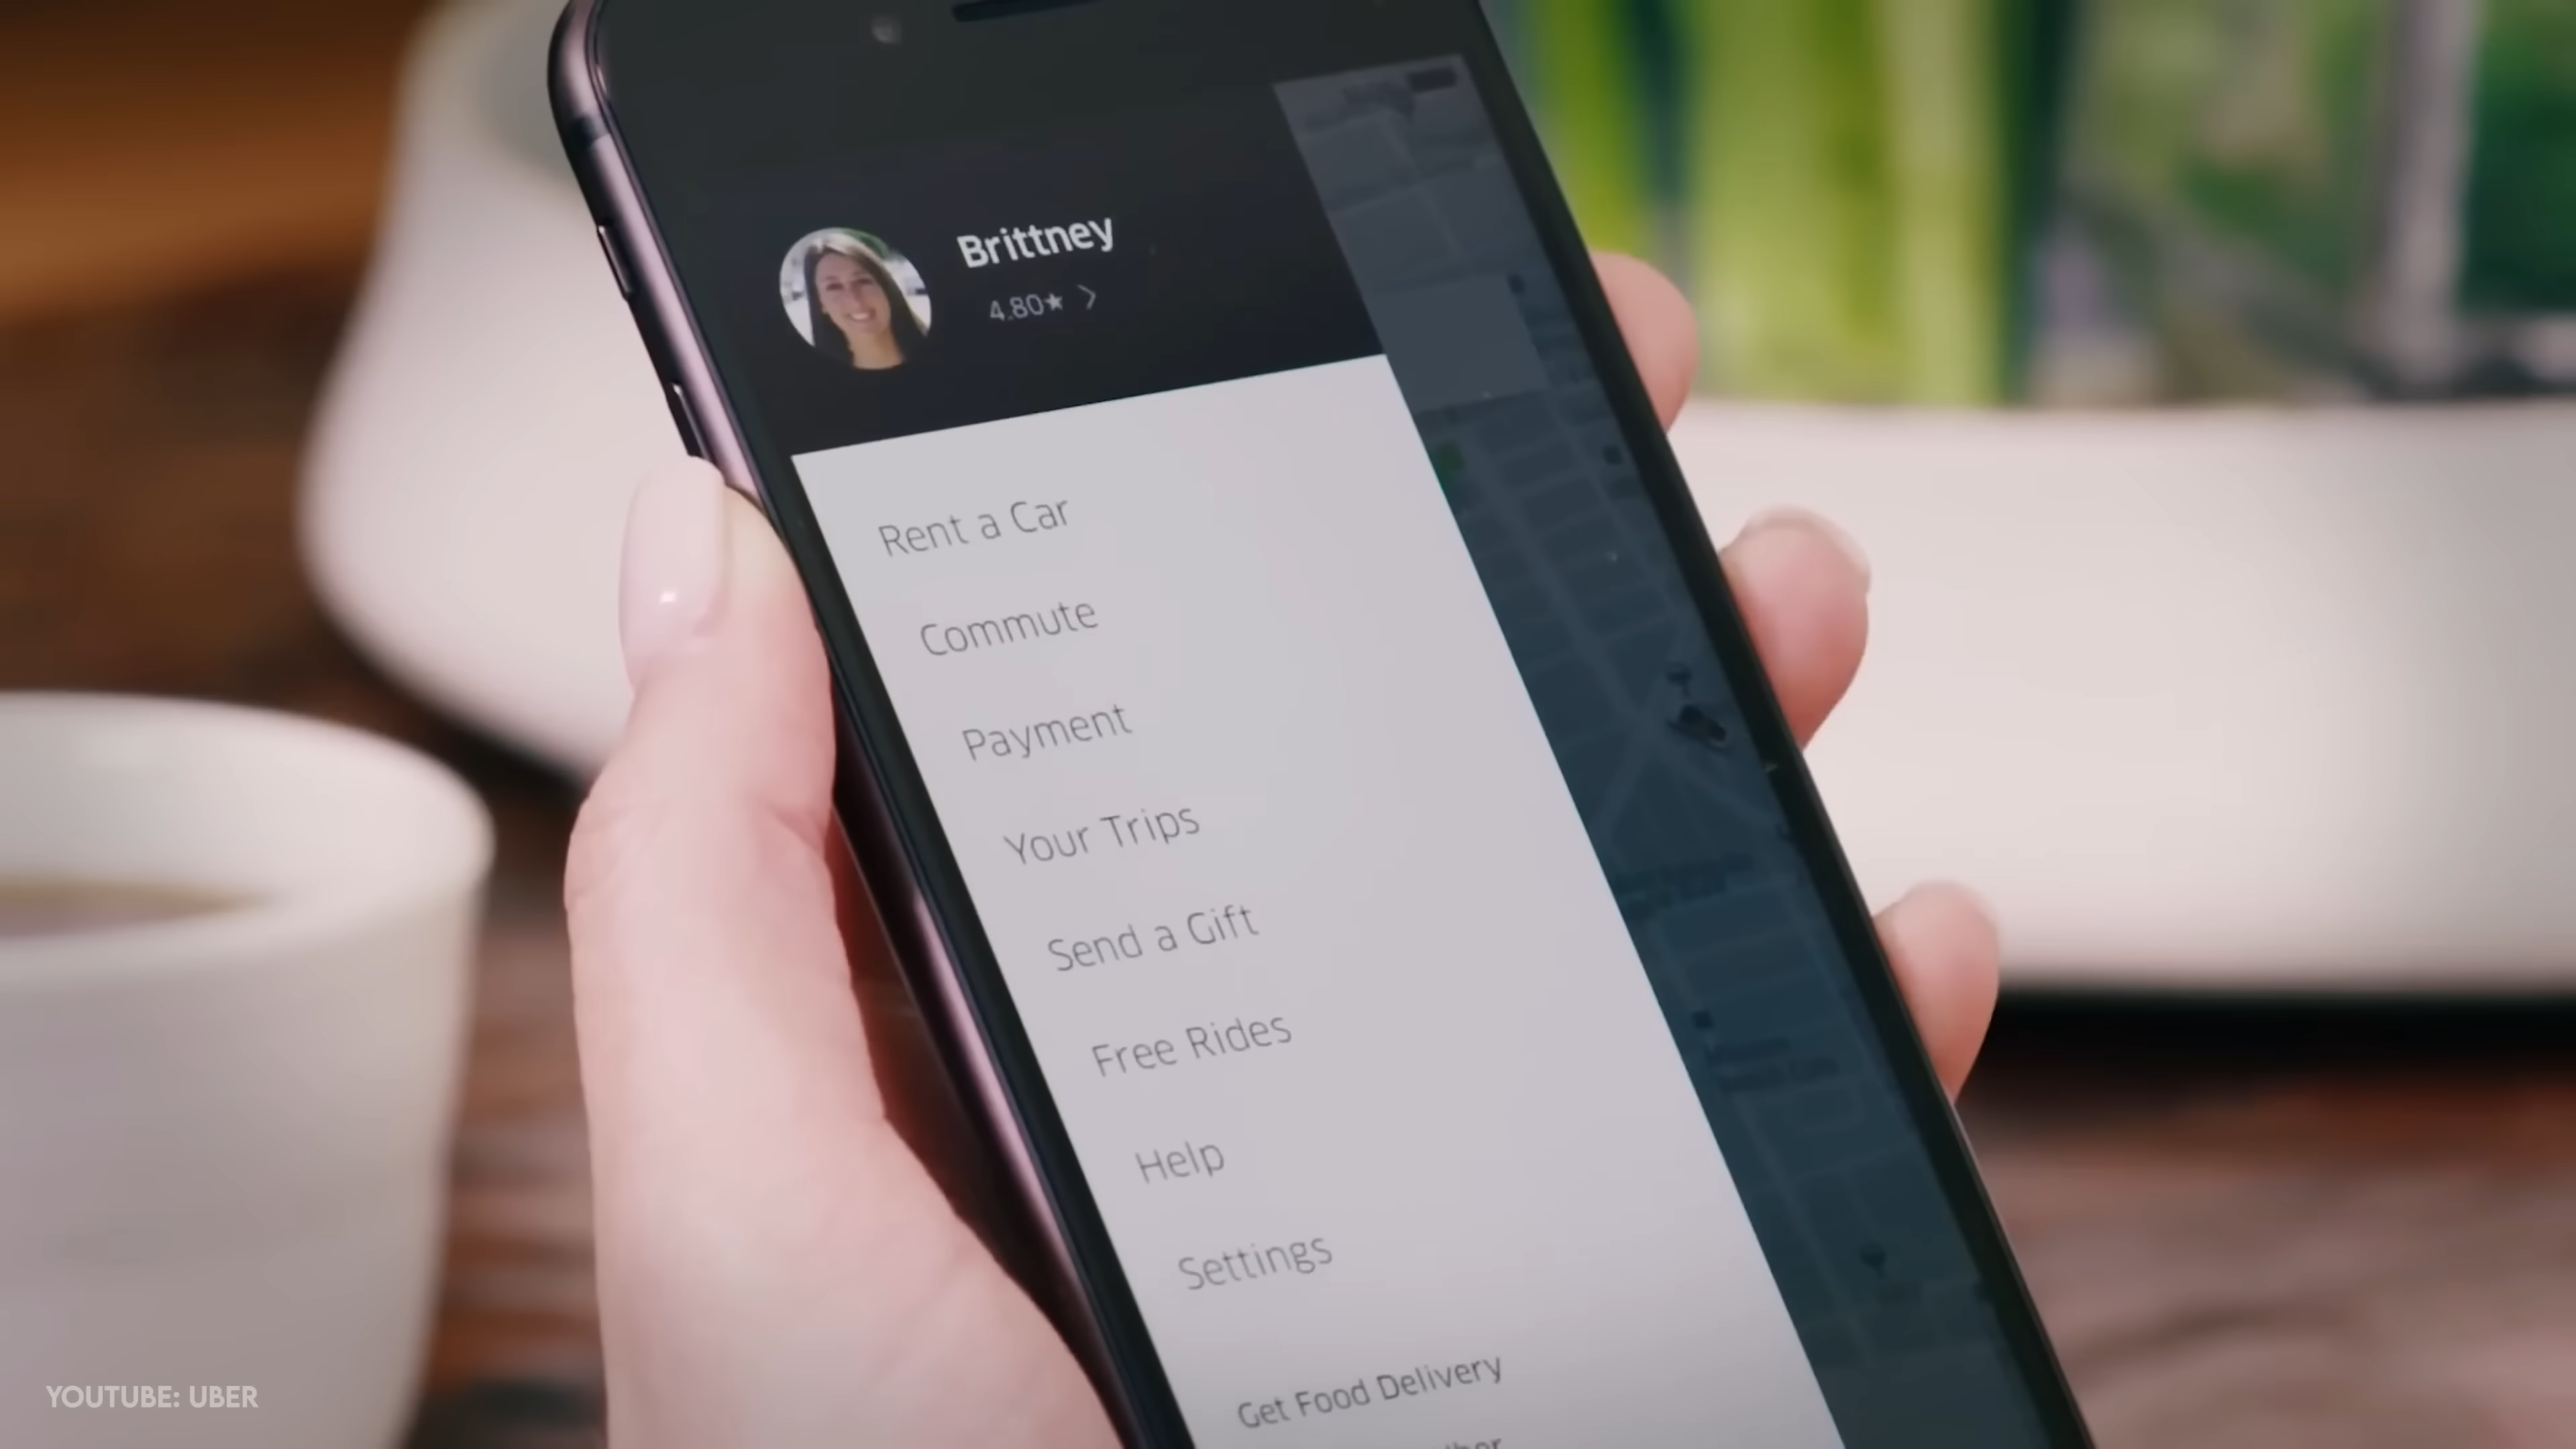 Brittney
4.80★ >
Rent a Car
Commute
Payment
Your Trips
Send a Gift
Free Rides
Help
Settings
Get Food Delivery
YOUTUBE: UBER